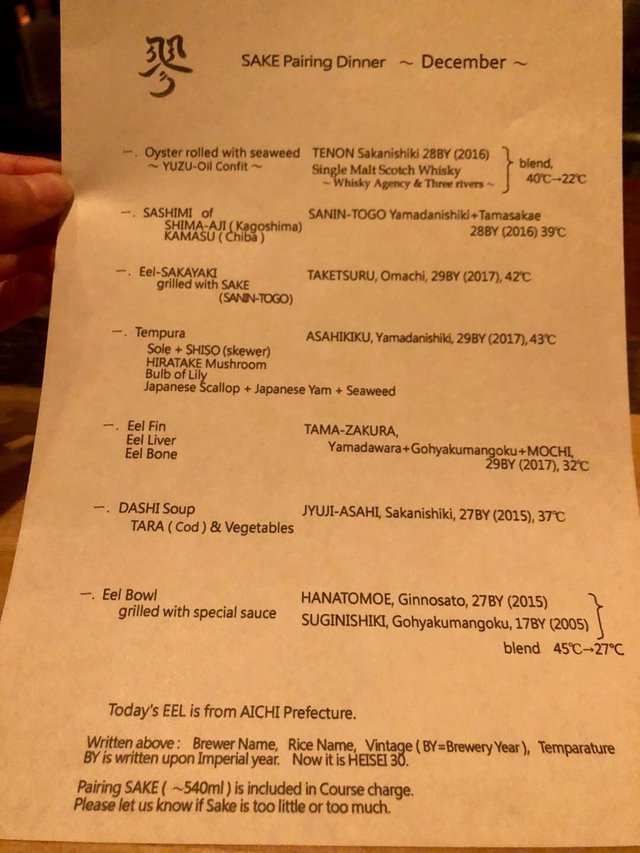 SAKE Pairing Dinner ~ December ~
一. Oyster rolled with seaweed TENON Sakanishiki 28BY (2016)
~ YUZU-Oil Confit ~ Single Malt Scotch Whisky
~ Whisky Agency & Three rivers ~
blend,
40℃→22℃
一. SASHIMI of SANIN-TOGO Yamadanishiki+Tamasakae
SHIMA-AJI ( Kagoshima) 28BY (2016) 39℃
KAMASU ( Chiba )
一. Eel-SAKAYAKI TAKETSURU, Omachi, 29BY (2017), 42℃
grilled with SAKE
(SANIN-TOGO)
一. Tempura ASAHIKIKU, Yamadanishiki, 29BY (2017), 43℃
Sole + SHISO (skewer)
HIRATAKE Mushroom
Bulb of Lily
Japanese Scallop + Japanese Yam + Seaweed
一. Eel Fin TAMA-ZAKURA,
Eel Liver Yamadawara+Gohyakumangoku+MOCHI,
Eel Bone 29BY (2017), 32℃
一. DASHI Soup JYUJI-ASAHI, Sakanishiki, 27BY (2015), 37℃
TARA ( Cod ) & Vegetables
一. Eel Bowl HANATOMOE, Ginnosato, 27BY (2015)
grilled with special sauce SUGINISHIKI, Gohyakumangoku, 17BY (2005)
blend 45℃→27℃
Today's EEL is from AICHI Prefecture.
Written above : Brewer Name, Rice Name, Vintage ( BY=Brewery Year ), Temparature
BY is written upon Imperial year. Now it is HEISEI 30.
Pairing SAKE ( ~540ml ) is included in Course charge.
Please let us know if Sake is too little or too much.